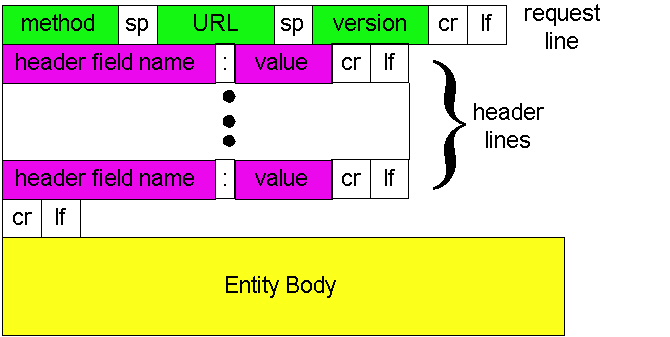 method sp URL sp version cr lf
request line
header field name : value cr lf
header lines
header field name : value cr lf
cr lf
Entity Body